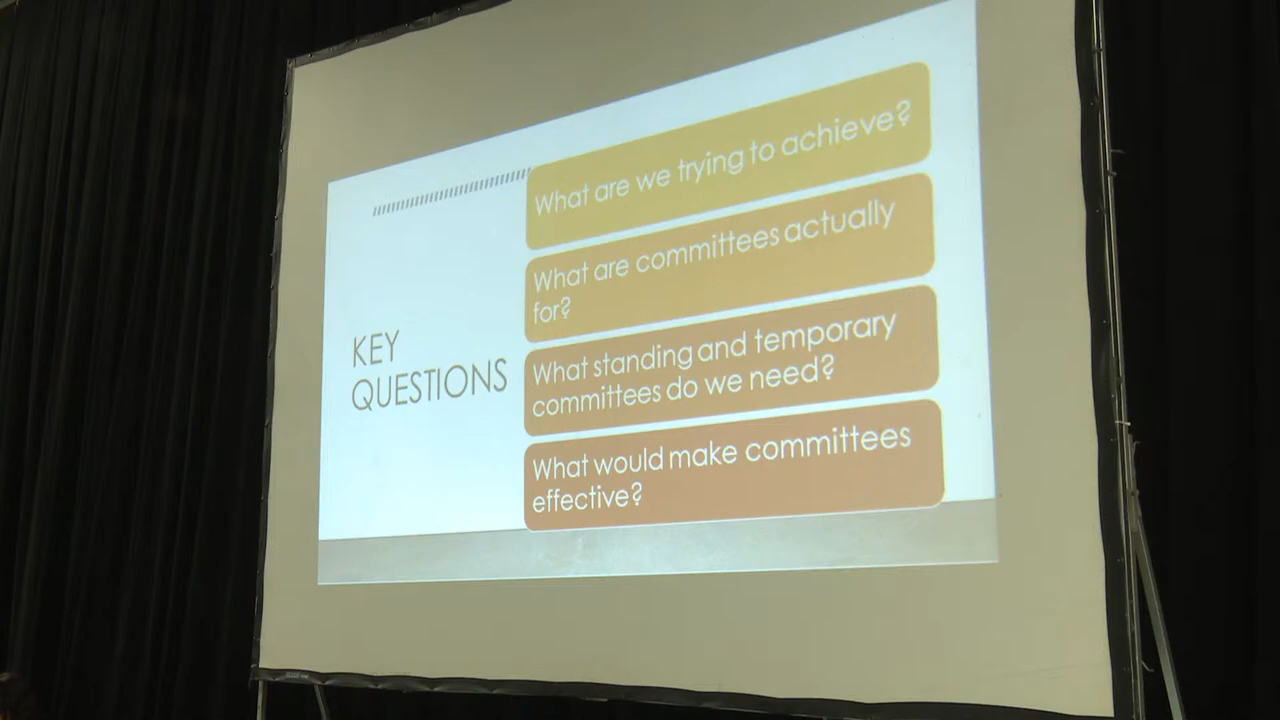 KEY
QUESTIONS
What are we trying to achieve?
What are committees actually
for?
What standing and temporary
committees do we need?
What would make committees
effective?